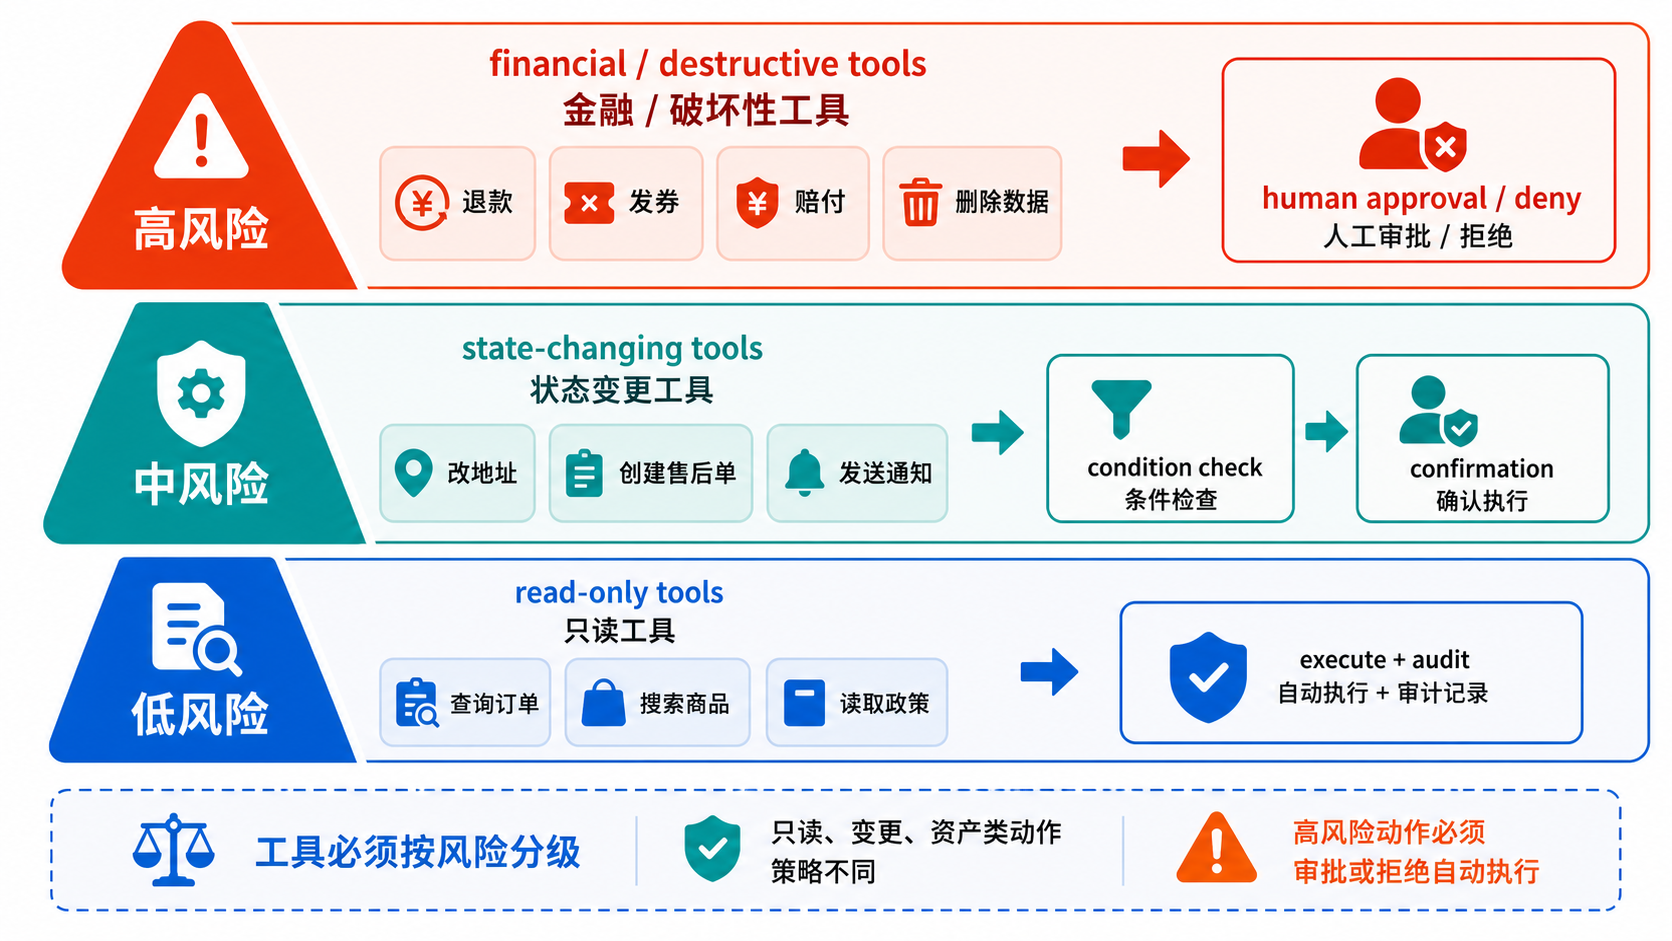 高风险
financial / destructive tools
金融 / 破坏性工具
退款
发券
赔付
删除数据
human approval / deny
人工审批 / 拒绝
中风险
state-changing tools
状态变更工具
改地址
创建售后单
发送通知
condition check
条件检查
confirmation
确认执行
低风险
read-only tools
只读工具
查询订单
搜索商品
读取政策
execute + audit
自动执行 + 审计记录
工具必须按风险分级
只读、变更、资产类动作
策略不同
高风险动作必须
审批或拒绝自动执行